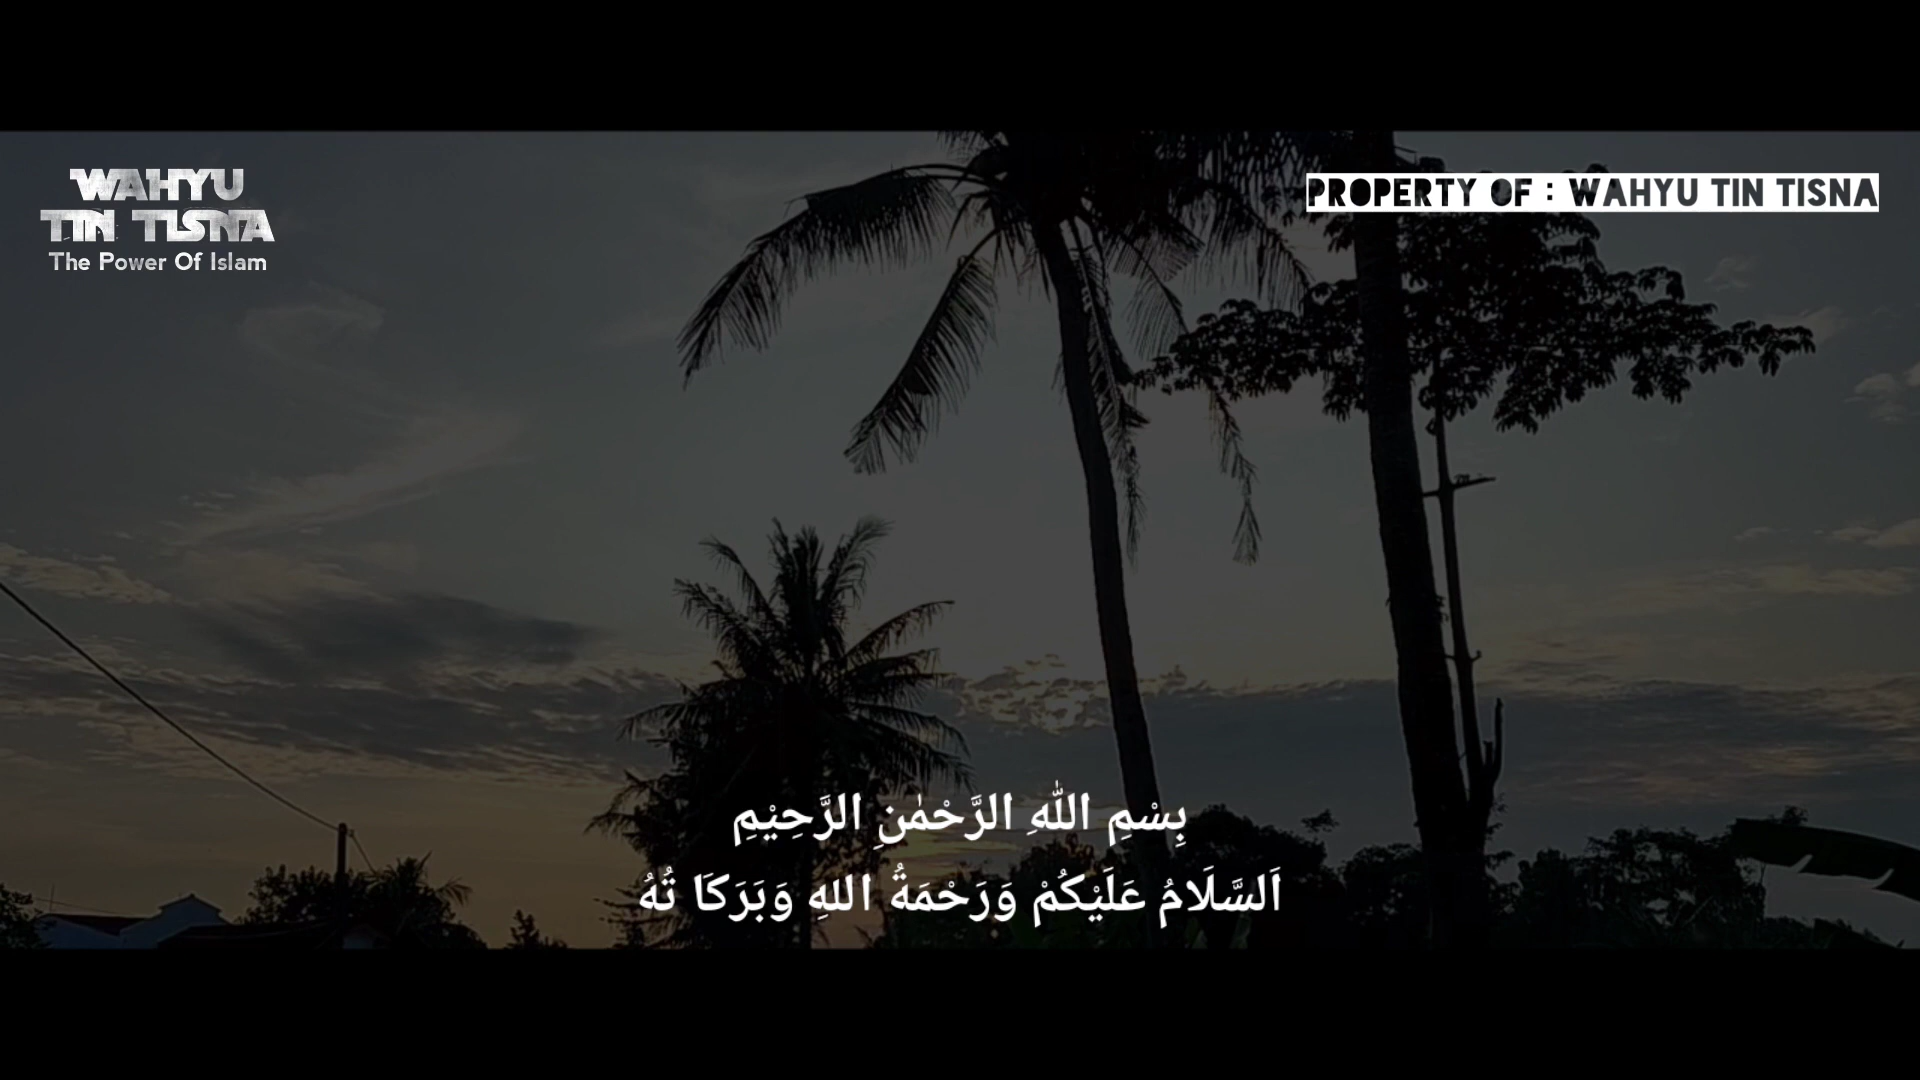 WAHYU
TIN TISNA
The Power Of Islam
PROPERTY OF : WAHYU TIN TISNA
بِسْمِ اللّٰهِ الرَّحْمٰنِ الرَّحِيْمِ
اَلسَّلَامُ عَلَيْكُمْ وَرَحْمَةُ اللهِ وَبَرَكَا تُهُ